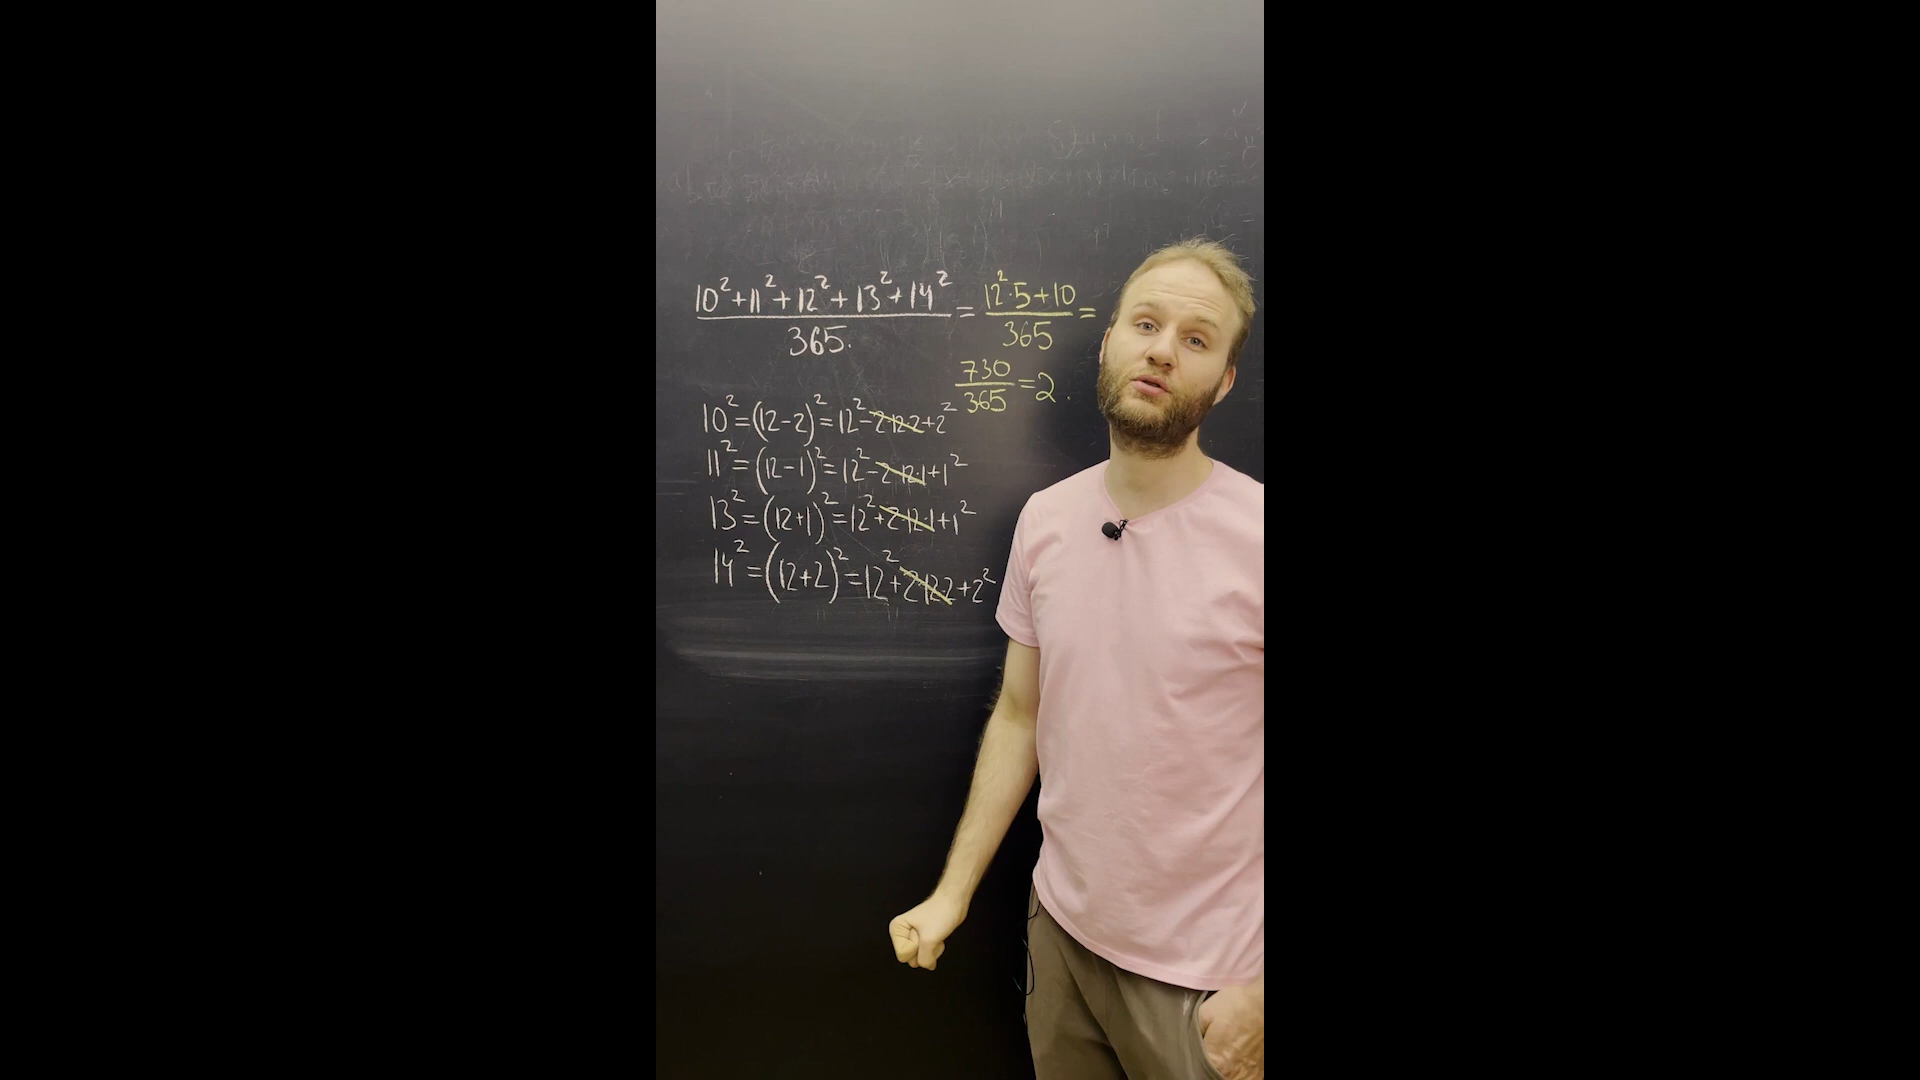 10²+11²+12²+13²+14² / 365. = 12²·5+10 / 365 =
730 / 365 = 2.
10²=(12-2)²=12²-2·12·2+2²
11²=(12-1)²=12²-2·12·1+1²
13²=(12+1)²=12²+2·12·1+1²
14²=(12+2)²=12²+2·12·2+2²